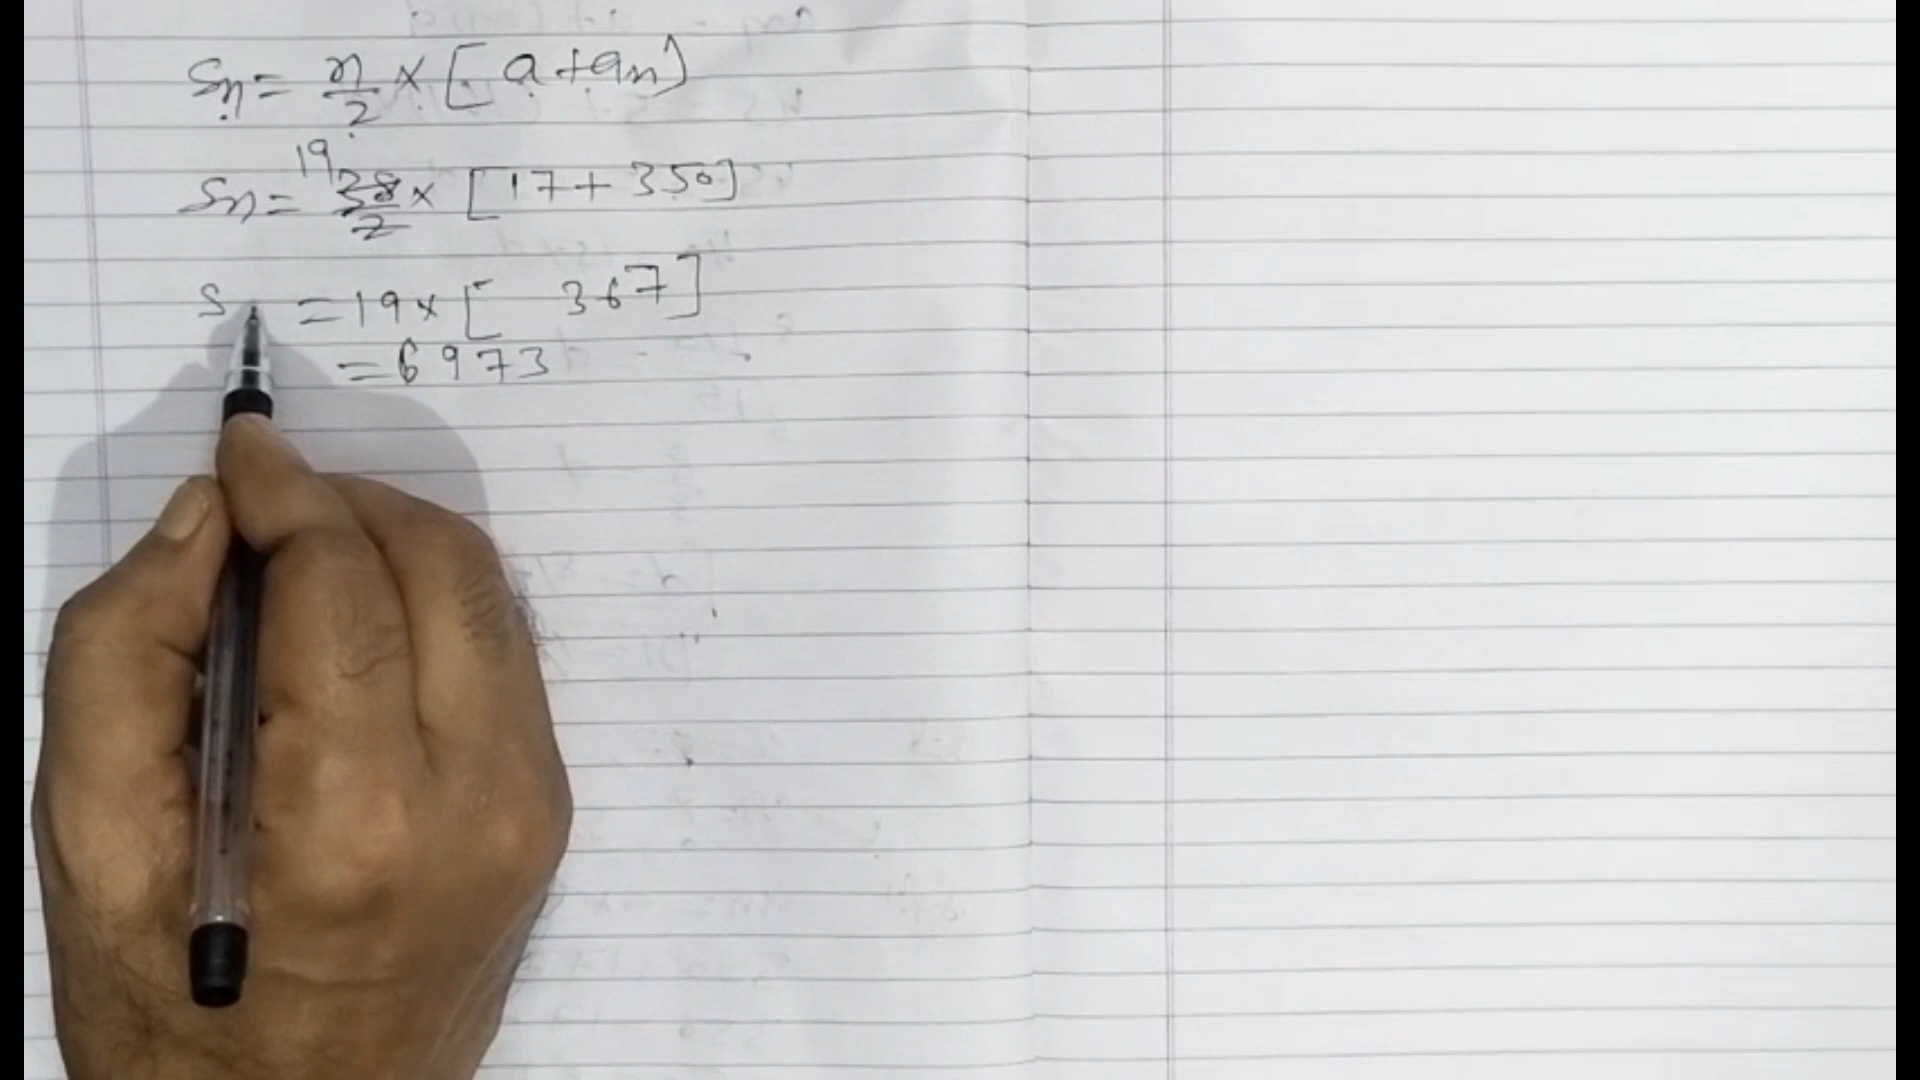 Sn = n/2 × [a + an)
Sn = 19 38/2 × [17 + 350]
S = 19 × [ 367]
= 6973